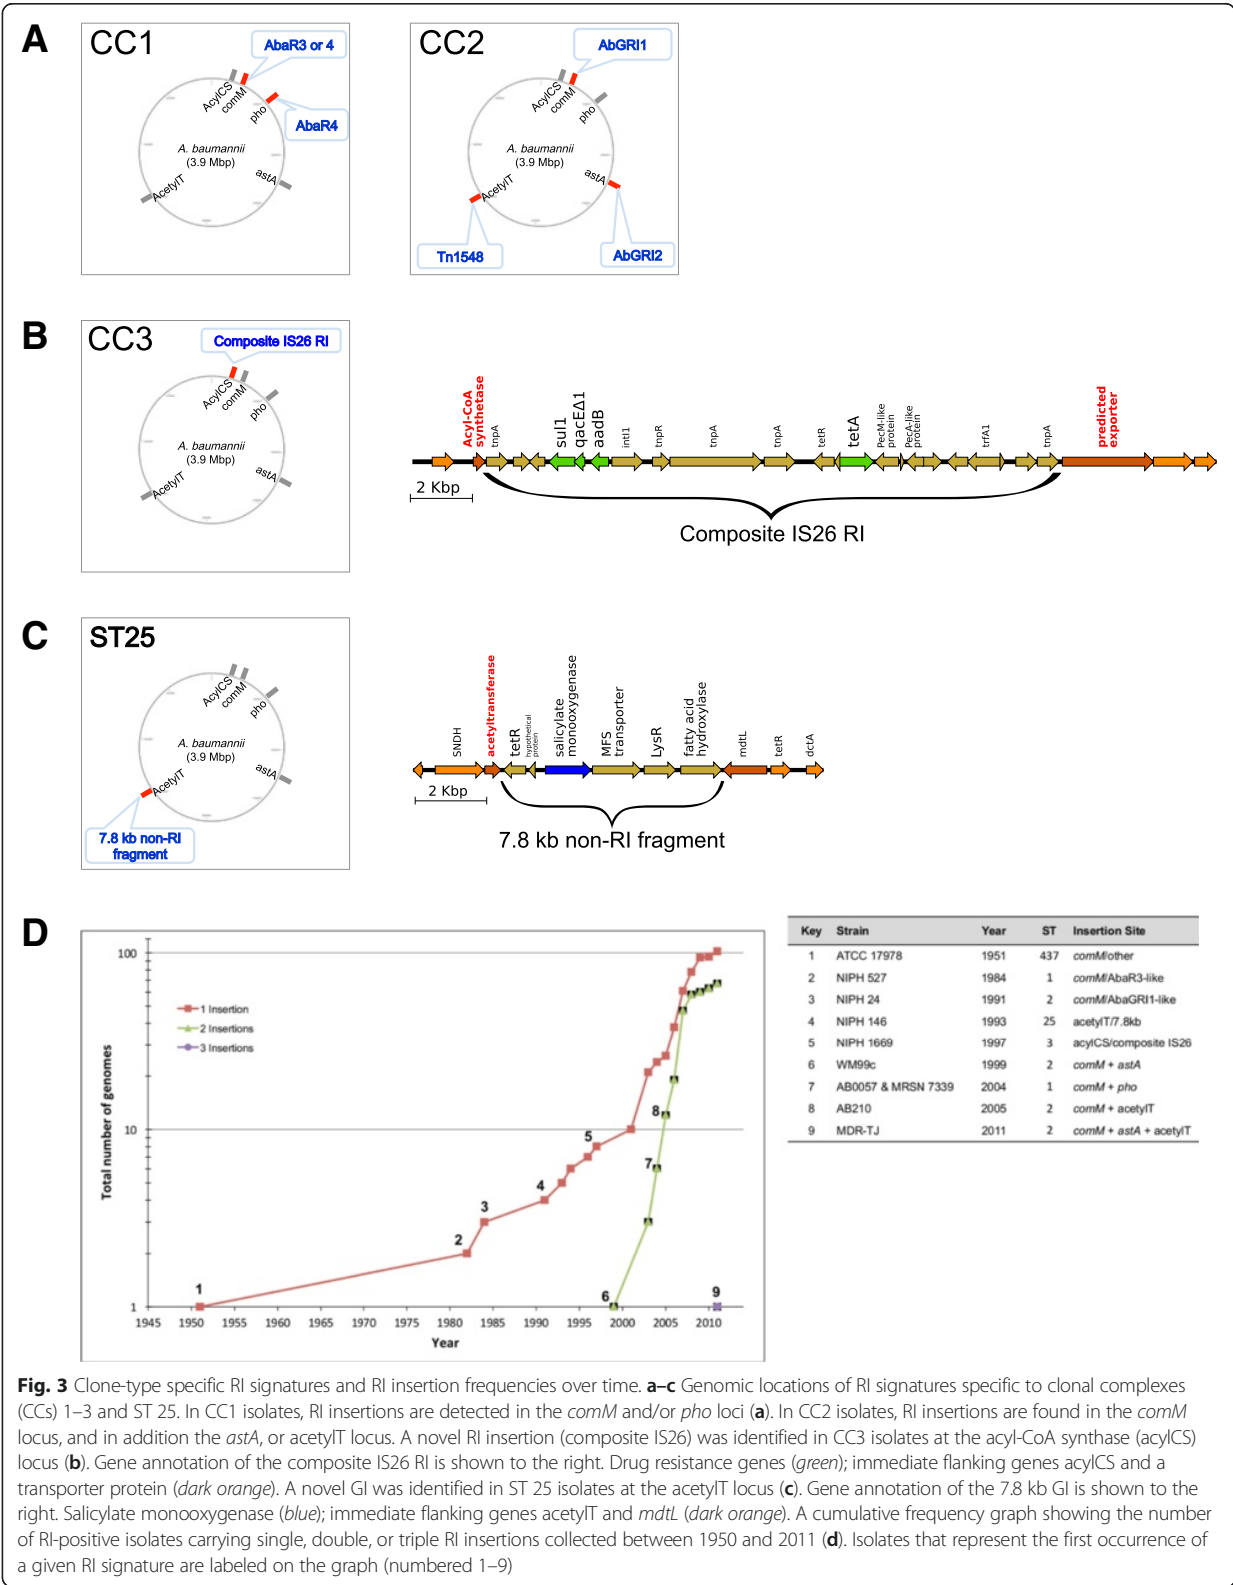 A
CC1
AbaR3 or 4
AcylCS
comM
pho
AbaR4
A. baumannii
(3.9 Mbp)
astA
AcetylT
CC2
AbGRI1
AcylCS
comM
pho
A. baumannii
(3.9 Mbp)
astA
AcetylT
Tn1548
AbGRI2
B
CC3
Composite IS26 RI
AcylCS
comM
pho
A. baumannii
(3.9 Mbp)
astA
AcetylT
Acyl-CoA
synthetase
tnpA
sul1
qacEΔ1
aadB
intI1
tnpR
tnpA
tnpA
tetR
tetA
PecM-like
protein
PecA-like
protein
trfA1
tnpA
predicted
exporter
2 Kbp
Composite IS26 RI
C
ST25
AcylCS
comM
pho
A. baumannii
(3.9 Mbp)
astA
AcetylT
7.8 kb non-RI
fragment
SNDH
acetyltransferase
tetR
hypothetical
protein
salicylate
monooxygenase
MFS
transporter
LysR
fatty acid
hydroxylase
mdtL
tetR
dctA
2 Kbp
7.8 kb non-RI fragment
D
Total number of genomes
100
10
1
1 Insertion
2 Insertions
3 Insertions
1
2
3
4
5
6
7
8
9
1945 1950 1955 1960 1965 1970 1975 1980 1985 1990 1995 2000 2005 2010
Year
Key Strain Year ST Insertion Site
1 ATCC 17978 1951 437 comM/other
2 NIPH 527 1984 1 comM/AbaR3-like
3 NIPH 24 1991 2 comM/AbaGRI1-like
4 NIPH 146 1993 25 acetylT/7.8kb
5 NIPH 1669 1997 3 acylCS/composite IS26
6 WM99c 1999 2 comM + astA
7 AB0057 & MRSN 7339 2004 1 comM + pho
8 AB210 2005 2 comM + acetylT
9 MDR-TJ 2011 2 comM + astA + acetylT
Fig. 3 Clone-type specific RI signatures and RI insertion frequencies over time. a–c Genomic locations of RI signatures specific to clonal complexes
(CCs) 1–3 and ST 25. In CC1 isolates, RI insertions are detected in the comM and/or pho loci (a). In CC2 isolates, RI insertions are found in the comM
locus, and in addition the astA, or acetylT locus. A novel RI insertion (composite IS26) was identified in CC3 isolates at the acyl-CoA synthase (acylCS)
locus (b). Gene annotation of the composite IS26 RI is shown to the right. Drug resistance genes (green); immediate flanking genes acylCS and a
transporter protein (dark orange). A novel GI was identified in ST 25 isolates at the acetylT locus (c). Gene annotation of the 7.8 kb GI is shown to the
right. Salicylate monooxygenase (blue); immediate flanking genes acetylT and mdtL (dark orange). A cumulative frequency graph showing the number
of RI-positive isolates carrying single, double, or triple RI insertions collected between 1950 and 2011 (d). Isolates that represent the first occurrence of
a given RI signature are labeled on the graph (numbered 1–9)